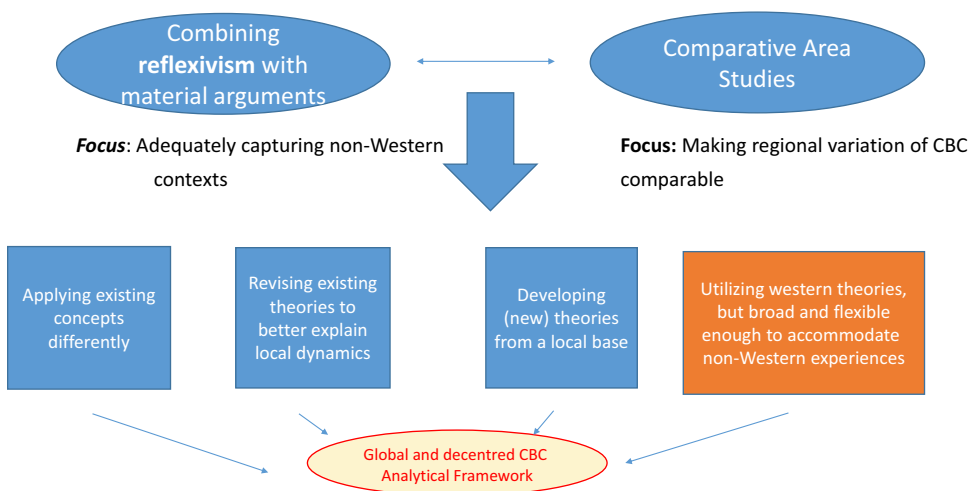 Combining
reflexivism with
material arguments
Comparative Area
Studies
Focus: Adequately capturing non-Western
contexts
Focus: Making regional variation of CBC
comparable
Applying existing
concepts
differently
Revising existing
theories to
better explain
local dynamics
Developing
(new) theories
from a local base
Utilizing western theories,
but broad and flexible
enough to accommodate
non-Western experiences
Global and decentred CBC
Analytical Framework